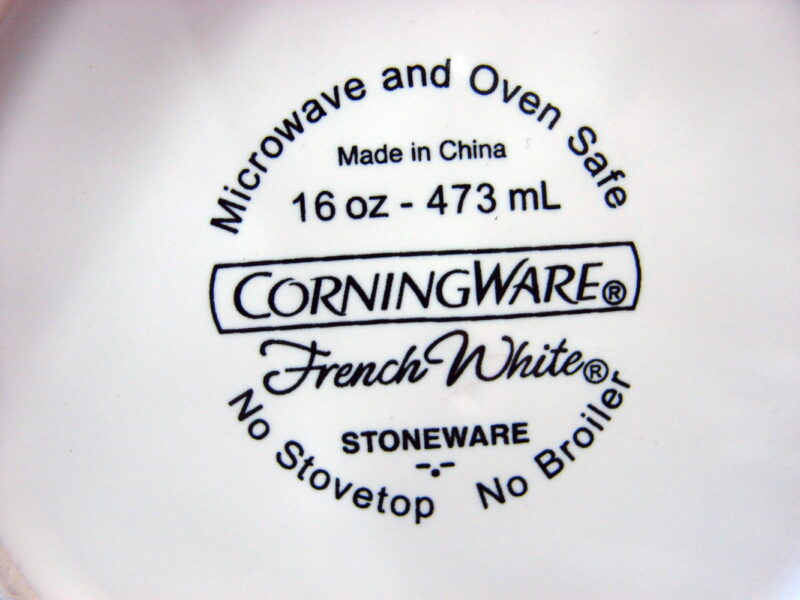 Microwave and Oven Safe
Made in China
16 oz - 473 mL
CORNINGWARE®
French White®
STONEWARE
No Stovetop No Broiler